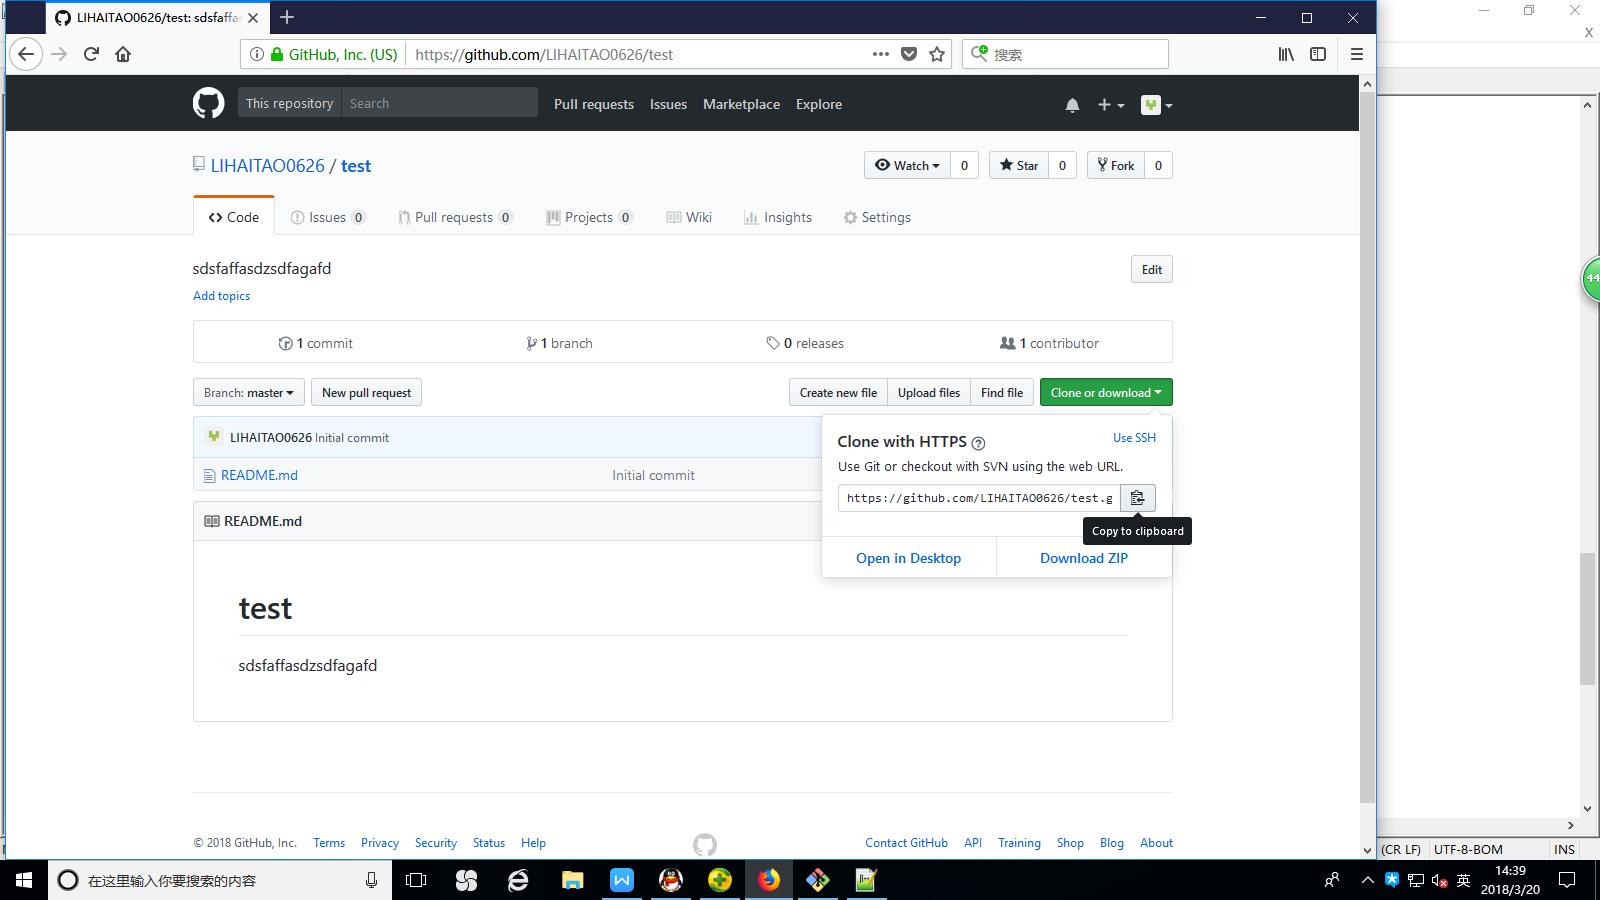 LIHAITAO0626/test: sdsfaffas
GitHub, Inc. (US) https://github.com/LIHAITAO0626/test 搜索
This repository Search Pull requests Issues Marketplace Explore
LIHAITAO0626 / test Watch 0 Star 0 Fork 0
Code Issues 0 Pull requests 0 Projects 0 Wiki Insights Settings
sdsfaffasdzsdfagafd Edit
Add topics
1 commit 1 branch 0 releases 1 contributor
Branch: master New pull request Create new file Upload files Find file Clone or download
LIHAITAO0626 Initial commit
README.md Initial commit
Clone with HTTPS Use SSH
Use Git or checkout with SVN using the web URL.
https://github.com/LIHAITAO0626/test.g
Copy to clipboard
Open in Desktop Download ZIP
README.md
test
sdsfaffasdzsdfagafd
© 2018 GitHub, Inc. Terms Privacy Security Status Help Contact GitHub API Training Shop Blog About
(CR LF) UTF-8-BOM INS
44
在这里输入你要搜索的内容
英 14:39
2018/3/20